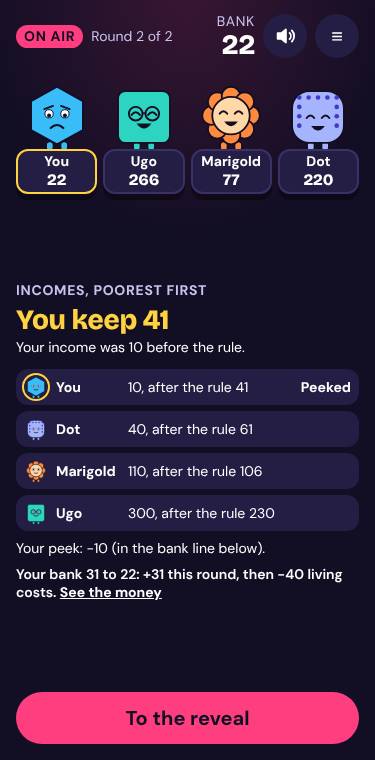 ON AIR Round 2 of 2
BANK
22
You
22
Ugo
266
Marigold
77
Dot
220
INCOMES, POOREST FIRST
You keep 41
Your income was 10 before the rule.
You 10, after the rule 41 Peeked
Dot 40, after the rule 61
Marigold 110, after the rule 106
Ugo 300, after the rule 230
Your peek: −10 (in the bank line below).
Your bank 31 to 22: +31 this round, then −40 living
costs. See the money
To the reveal